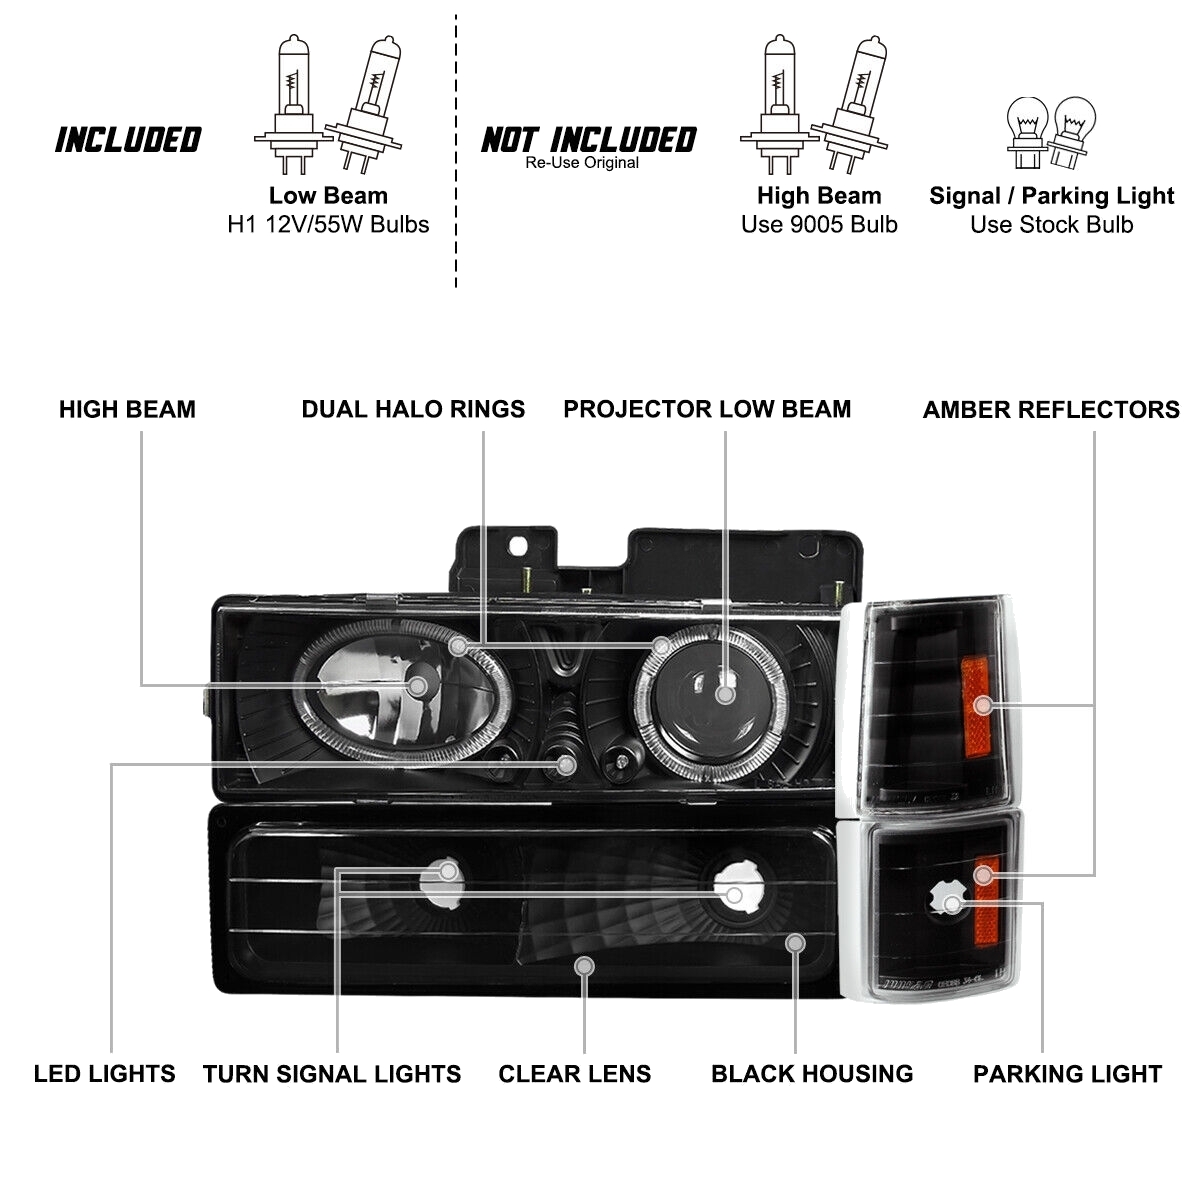 INCLUDED
Low Beam
H1 12V/55W Bulbs
NOT INCLUDED
Re-Use Original
High Beam
Use 9005 Bulb
Signal / Parking Light
Use Stock Bulb
HIGH BEAM
DUAL HALO RINGS
PROJECTOR LOW BEAM
AMBER REFLECTORS
LED LIGHTS
TURN SIGNAL LIGHTS
CLEAR LENS
BLACK HOUSING
PARKING LIGHT